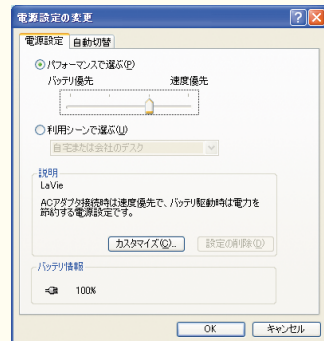 電源設定の変更
電源設定 自動切替
パフォーマンスで選ぶ(P)
バッテリ優先 速度優先
利用シーンで選ぶ(U)
自宅または会社のデスク
説明
LaVie
ACアダプタ接続時は速度優先で、バッテリ駆動時は電力を
節約する電源設定です。
カスタマイズ(C)... 設定の削除(D)
バッテリ情報
100%
OK キャンセル